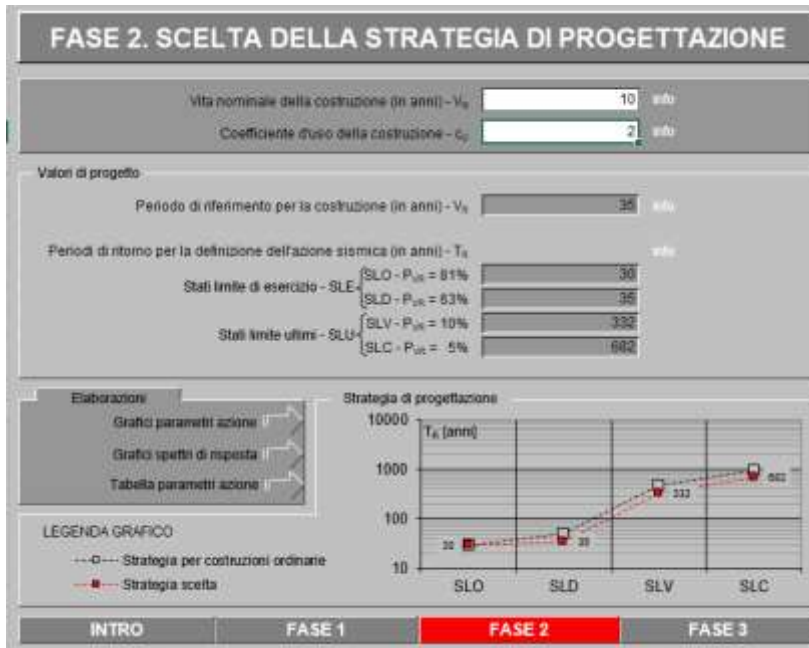 FASE 2. SCELTA DELLA STRATEGIA DI PROGETTAZIONE
Vita nominale della costruzione (in anni) - VN 10 info
Coefficiente d'uso della costruzione - cU 2 info
Valori di progetto
Periodo di riferimento per la costruzione (in anni) - VR 35 info
Periodi di ritorno per la definizione dell'azione sismica (in anni) - TR info
Stati limite di esercizio - SLE
SLO - PVR = 81% 30
SLD - PVR = 63% 35
Stati limite ultimi - SLU
SLV - PVR = 10% 332
SLC - PVR = 5% 682
Elaborazioni
Grafici parametri azione
Grafici spettri di risposta
Tabella parametri azione
LEGENDA GRAFICO
Strategia per costruzioni ordinarie
Strategia scelta
Strategia di progettazione
TR [anni]
10000
1000
100
10
30
35
332
682
SLO SLD SLV SLC
INTRO FASE 1 FASE 2 FASE 3